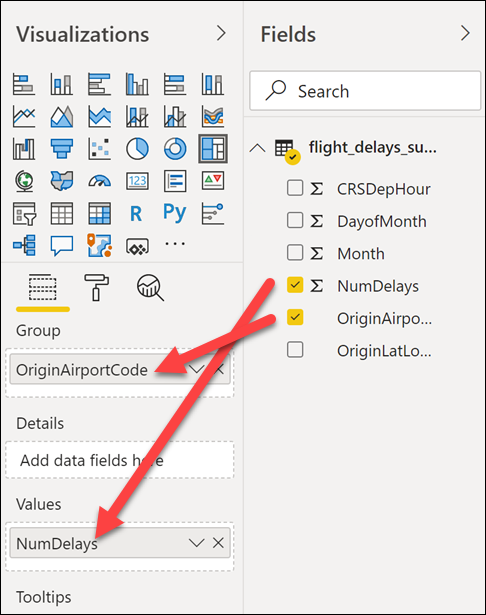 Visualizations
Fields
Search
flight_delays_su...
CRSDepHour
DayofMonth
Month
NumDelays
OriginAirpo...
OriginLatLo...
123
R
Py
Group
OriginAirportCode
Details
Add data fields here
Values
NumDelays
Tooltips